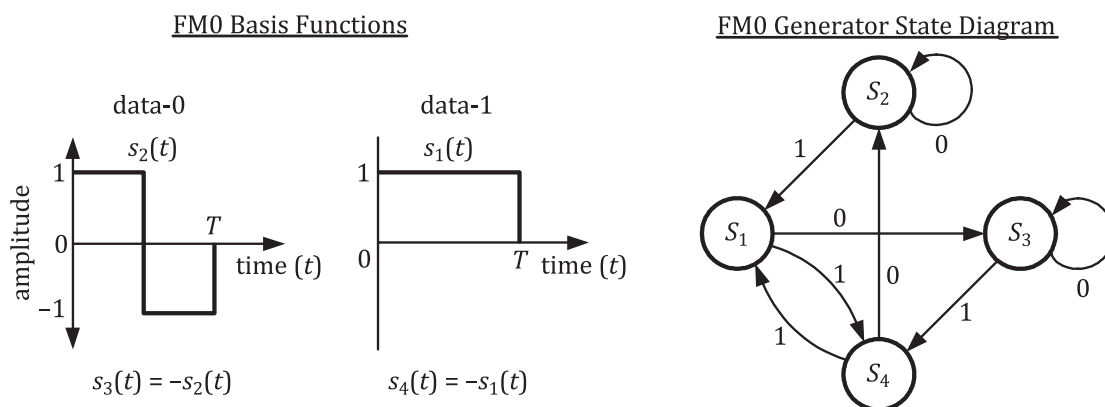 FM0 Basis Functions
data-0
data-1
s₂(t)
s₁(t)
amplitude
1
0
−1
T
time (t)
1
0
T
time (t)
s₃(t) = −s₂(t)
s₄(t) = −s₁(t)
FM0 Generator State Diagram
S₂
0
1
S₁
0
S₃
0
1
0
1
1
S₄